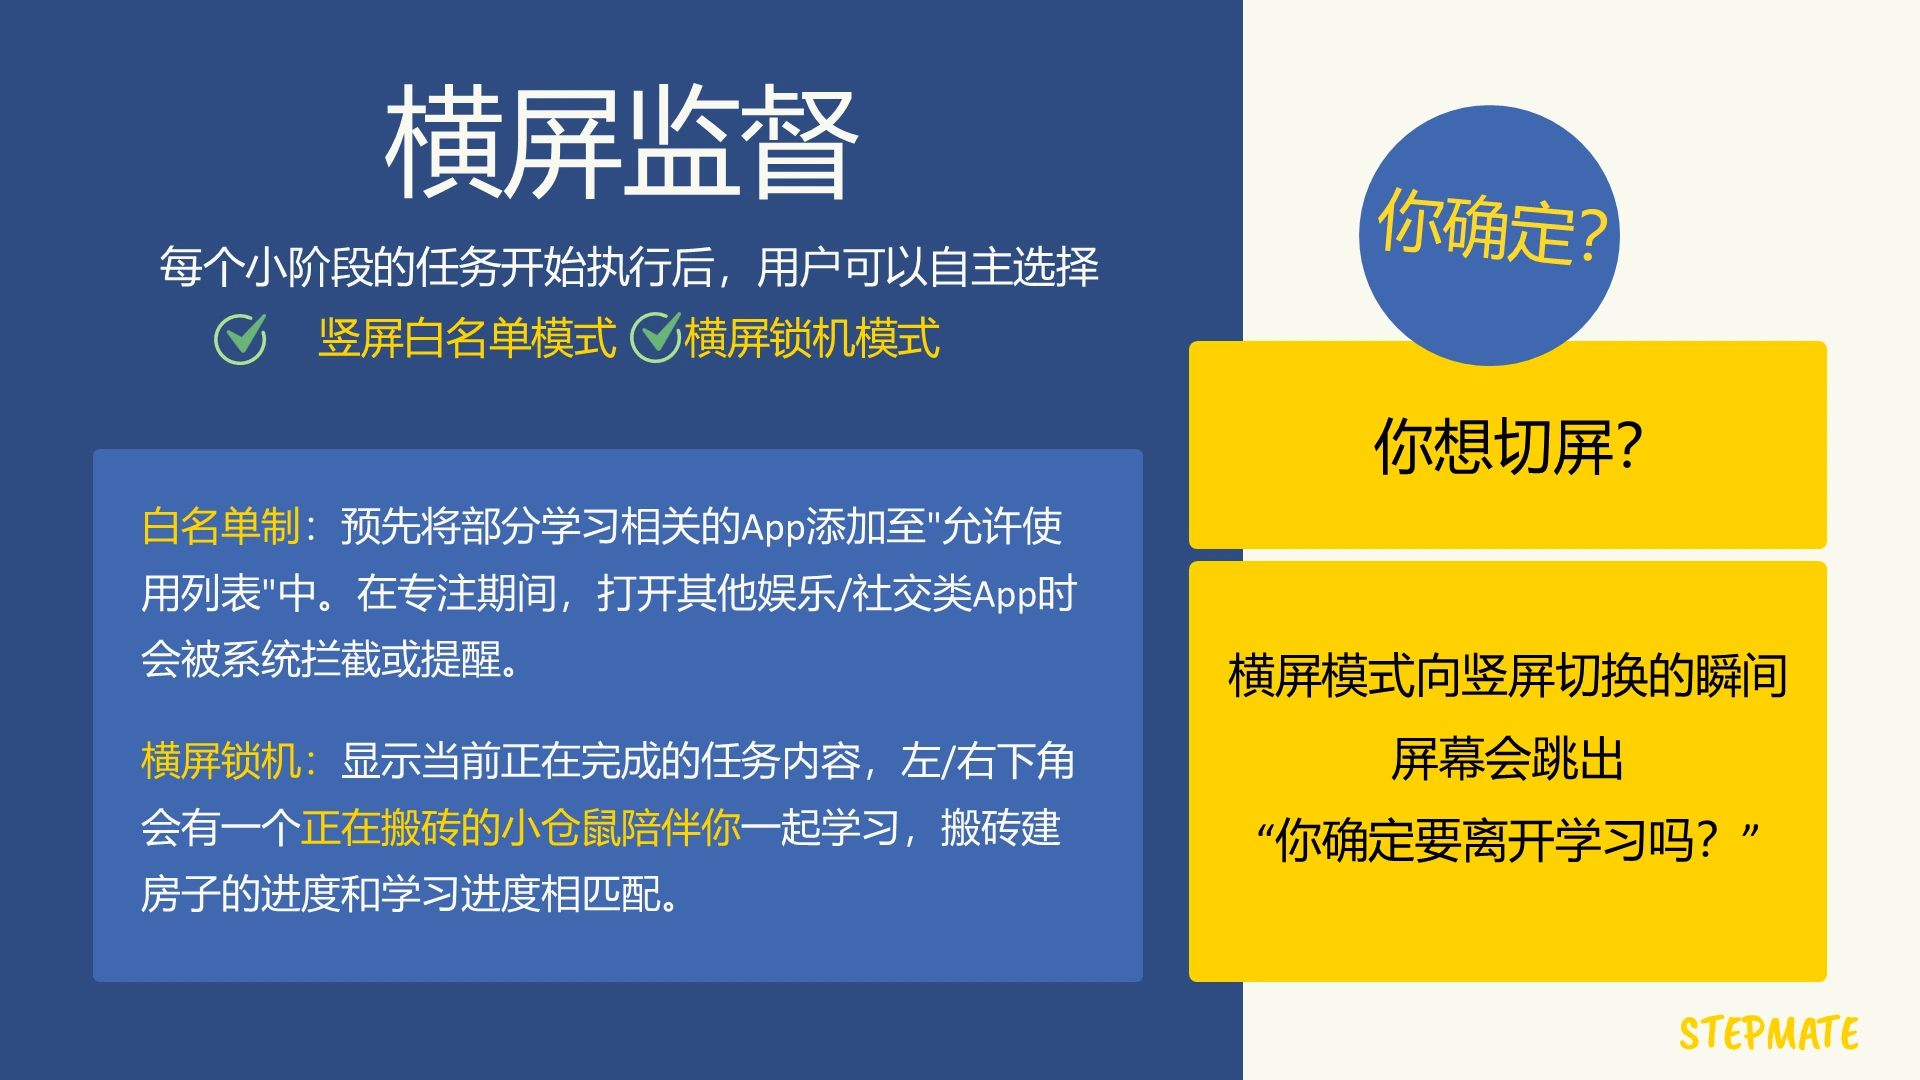 横屏监督
每个小阶段的任务开始执行后，用户可以自主选择
竖屏白名单模式 横屏锁机模式
白名单制：预先将部分学习相关的App添加至"允许使
用列表"中。在专注期间，打开其他娱乐/社交类App时
会被系统拦截或提醒。
横屏锁机：显示当前正在完成的任务内容，左/右下角
会有一个正在搬砖的小仓鼠陪伴你一起学习，搬砖建
房子的进度和学习进度相匹配。
你确定？
你想切屏？
横屏模式向竖屏切换的瞬间
屏幕会跳出
“你确定要离开学习吗？”
STEPMATE